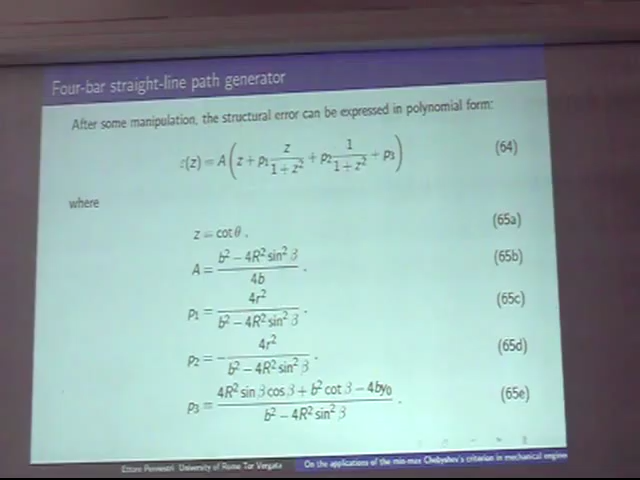 Four-bar straight-line path generator
After some manipulation, the structural error can be expressed in polynomial form:
ε(z) = A ( z + p₁ z/(1 + z²) + p₂ 1/(1 + z²) + p₃ ) (64)
where
z = cot θ , (65a)
A = (b² − 4R² sin² β)/(4b) . (65b)
p₁ = 4r²/(b² − 4R² sin² β) . (65c)
p₂ = − 4r²/(b² − 4R² sin² β) . (65d)
p₃ = (4R² sin β cos β + b² cot β − 4by₀)/(b² − 4R² sin² β) . (65e)
Ettore Pennestrì University of Rome Tor Vergata On the applications of the min-max Chebyshev's criterion in mechanical engine